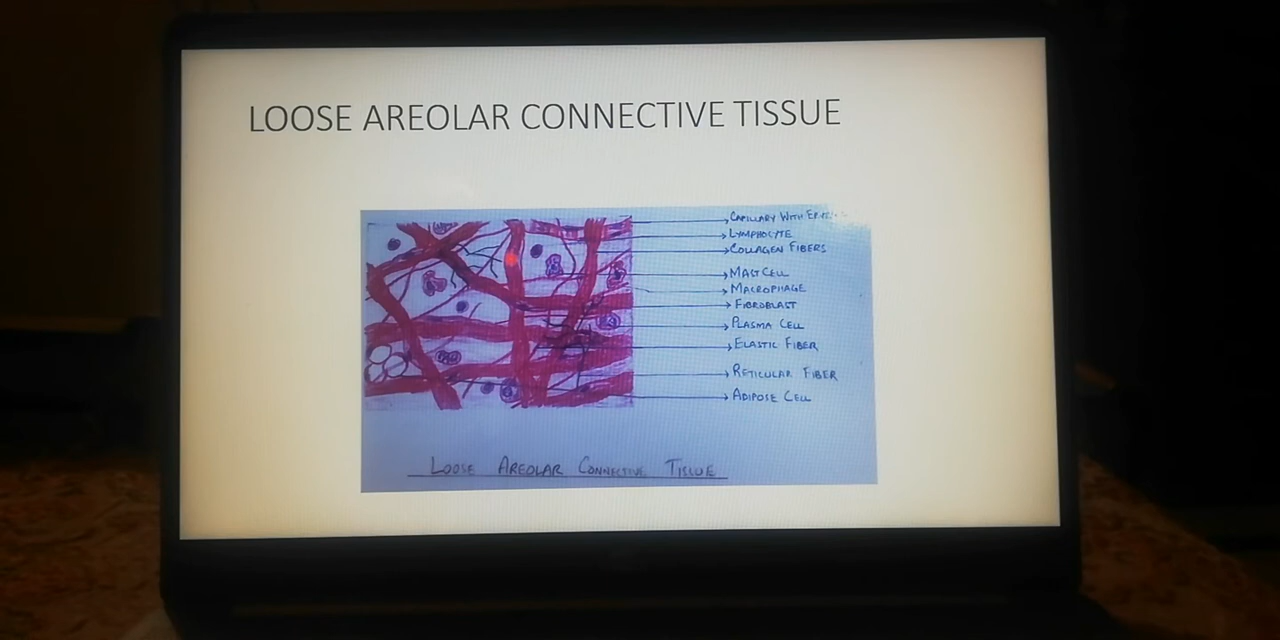 LOOSE AREOLAR CONNECTIVE TISSUE
CAPILLARY WITH
LYMPHOCYTE
COLLAGEN FIBERS
MAST CELL
MACROPHAGE
FIBROBLAST
PLASMA CELL
ELASTIC FIBER
RETICULAR FIBER
ADIPOSE CELL
LOOSE AREOLAR CONNECTIVE TISSUE